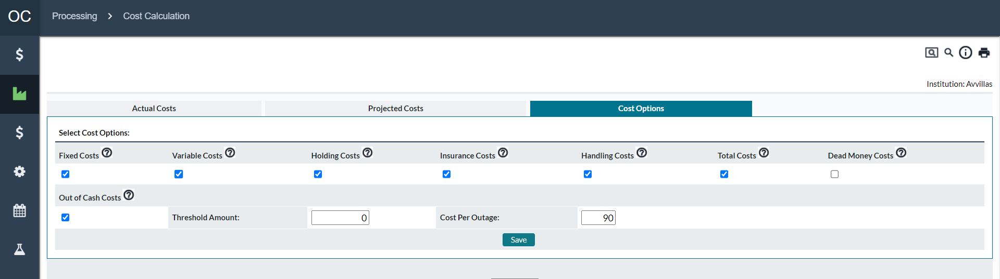 OC
Processing > Cost Calculation
Institution: Avvillas
Actual Costs Projected Costs Cost Options
Select Cost Options:
Fixed Costs Variable Costs Holding Costs Insurance Costs Handling Costs Total Costs Dead Money Costs
Out of Cash Costs
Threshold Amount: 0 Cost Per Outage: 90
Save